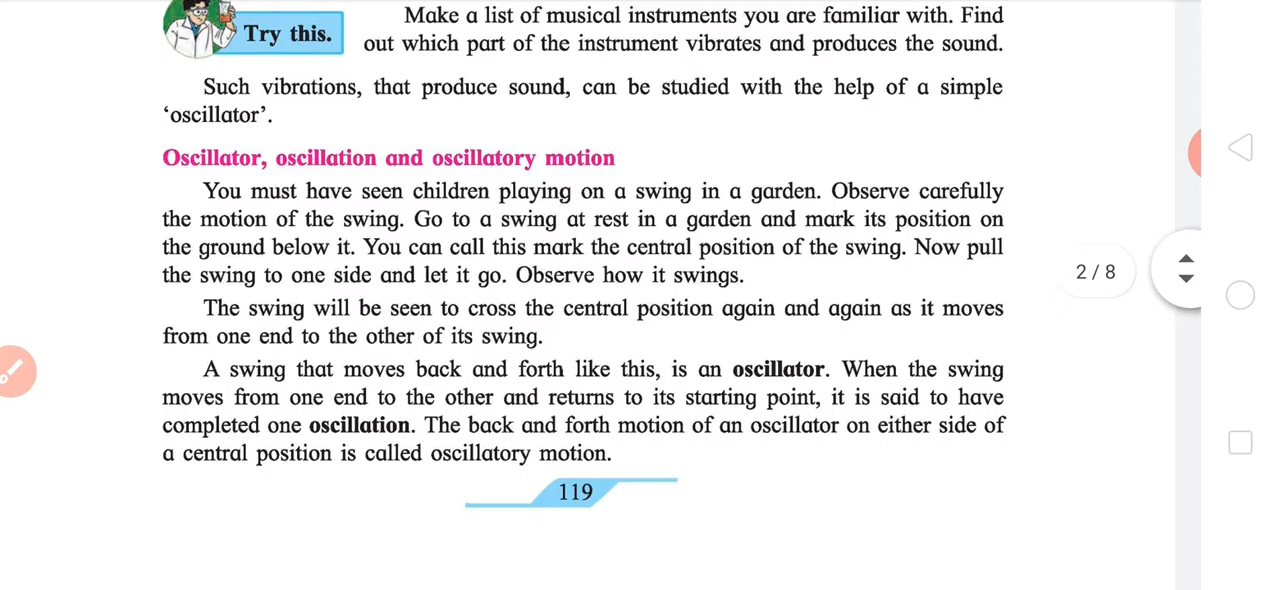 Make a list of musical instruments you are familiar with. Find
Try this.
out which part of the instrument vibrates and produces the sound.
Such vibrations, that produce sound, can be studied with the help of a simple
‘oscillator’.
Oscillator, oscillation and oscillatory motion
You must have seen children playing on a swing in a garden. Observe carefully
the motion of the swing. Go to a swing at rest in a garden and mark its position on
the ground below it. You can call this mark the central position of the swing. Now pull
the swing to one side and let it go. Observe how it swings.
2 / 8
The swing will be seen to cross the central position again and again as it moves
from one end to the other of its swing.
A swing that moves back and forth like this, is an oscillator. When the swing
moves from one end to the other and returns to its starting point, it is said to have
completed one oscillation. The back and forth motion of an oscillator on either side of
a central position is called oscillatory motion.
119